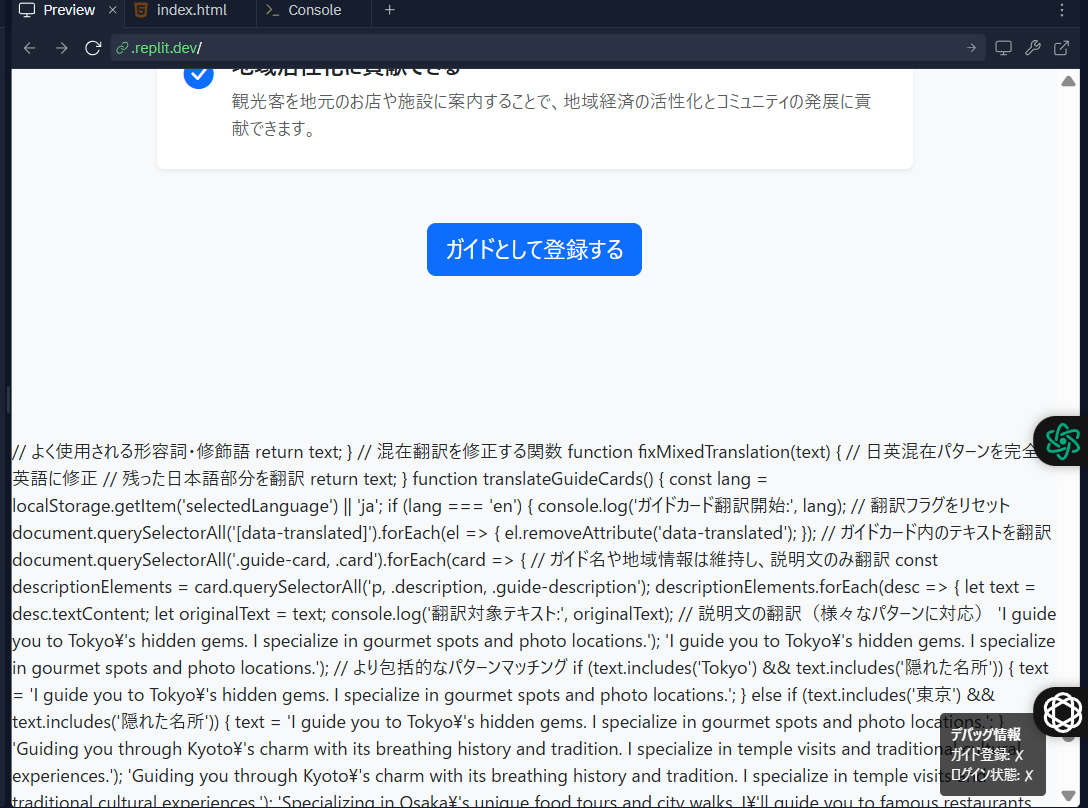 Preview
index.html
Console
.replit.dev/
地域活性化に貢献できる
観光客を地元のお店や施設に案内することで、地域経済の活性化とコミュニティの発展に貢
献できます。
ガイドとして登録する
// よく使用される形容詞・修飾語 return text; } // 混在翻訳を修正する関数 function fixMixedTranslation(text) { // 日英混在パターンを完全
英語に修正 // 残った日本語部分を翻訳 return text; } function translateGuideCards() { const lang =
localStorage.getItem('selectedLanguage') || 'ja'; if (lang === 'en') { console.log('ガイドカード翻訳開始:', lang); // 翻訳フラグをリセット
document.querySelectorAll('[data-translated]').forEach(el => { el.removeAttribute('data-translated'); }); // ガイドカード内のテキストを翻訳
document.querySelectorAll('.guide-card, .card').forEach(card => { // ガイド名や地域情報は維持し、説明文のみ翻訳 const
descriptionElements = card.querySelectorAll('p, .description, .guide-description'); descriptionElements.forEach(desc => { let text =
desc.textContent; let originalText = text; console.log('翻訳対象テキスト:', originalText); // 説明文の翻訳（様々なパターンに対応） 'I guide
you to Tokyo¥'s hidden gems. I specialize in gourmet spots and photo locations.'); 'I guide you to Tokyo¥'s hidden gems. I specialize
in gourmet spots and photo locations.'); // より包括的なパターンマッチング if (text.includes('Tokyo') && text.includes('隠れた名所')) { text
= 'I guide you to Tokyo¥'s hidden gems. I specialize in gourmet spots and photo locations.'; } else if (text.includes('東京') &&
text.includes('隠れた名所')) { text = 'I guide you to Tokyo¥'s hidden gems. I specialize in gourmet spots and photo locations.'; }
'Guiding you through Kyoto¥'s charm with its breathing history and tradition. I specialize in temple visits and traditional cultural
experiences.'); 'Guiding you through Kyoto¥'s charm with its breathing history and tradition. I specialize in temple visits and
traditional cultural experiences.'); 'Specializing in Osaka¥'s unique food tours and city walks. I¥'ll guide you to famous restaurants
デバッグ情報
ガイド登録: ✗
ログイン状態: ✗